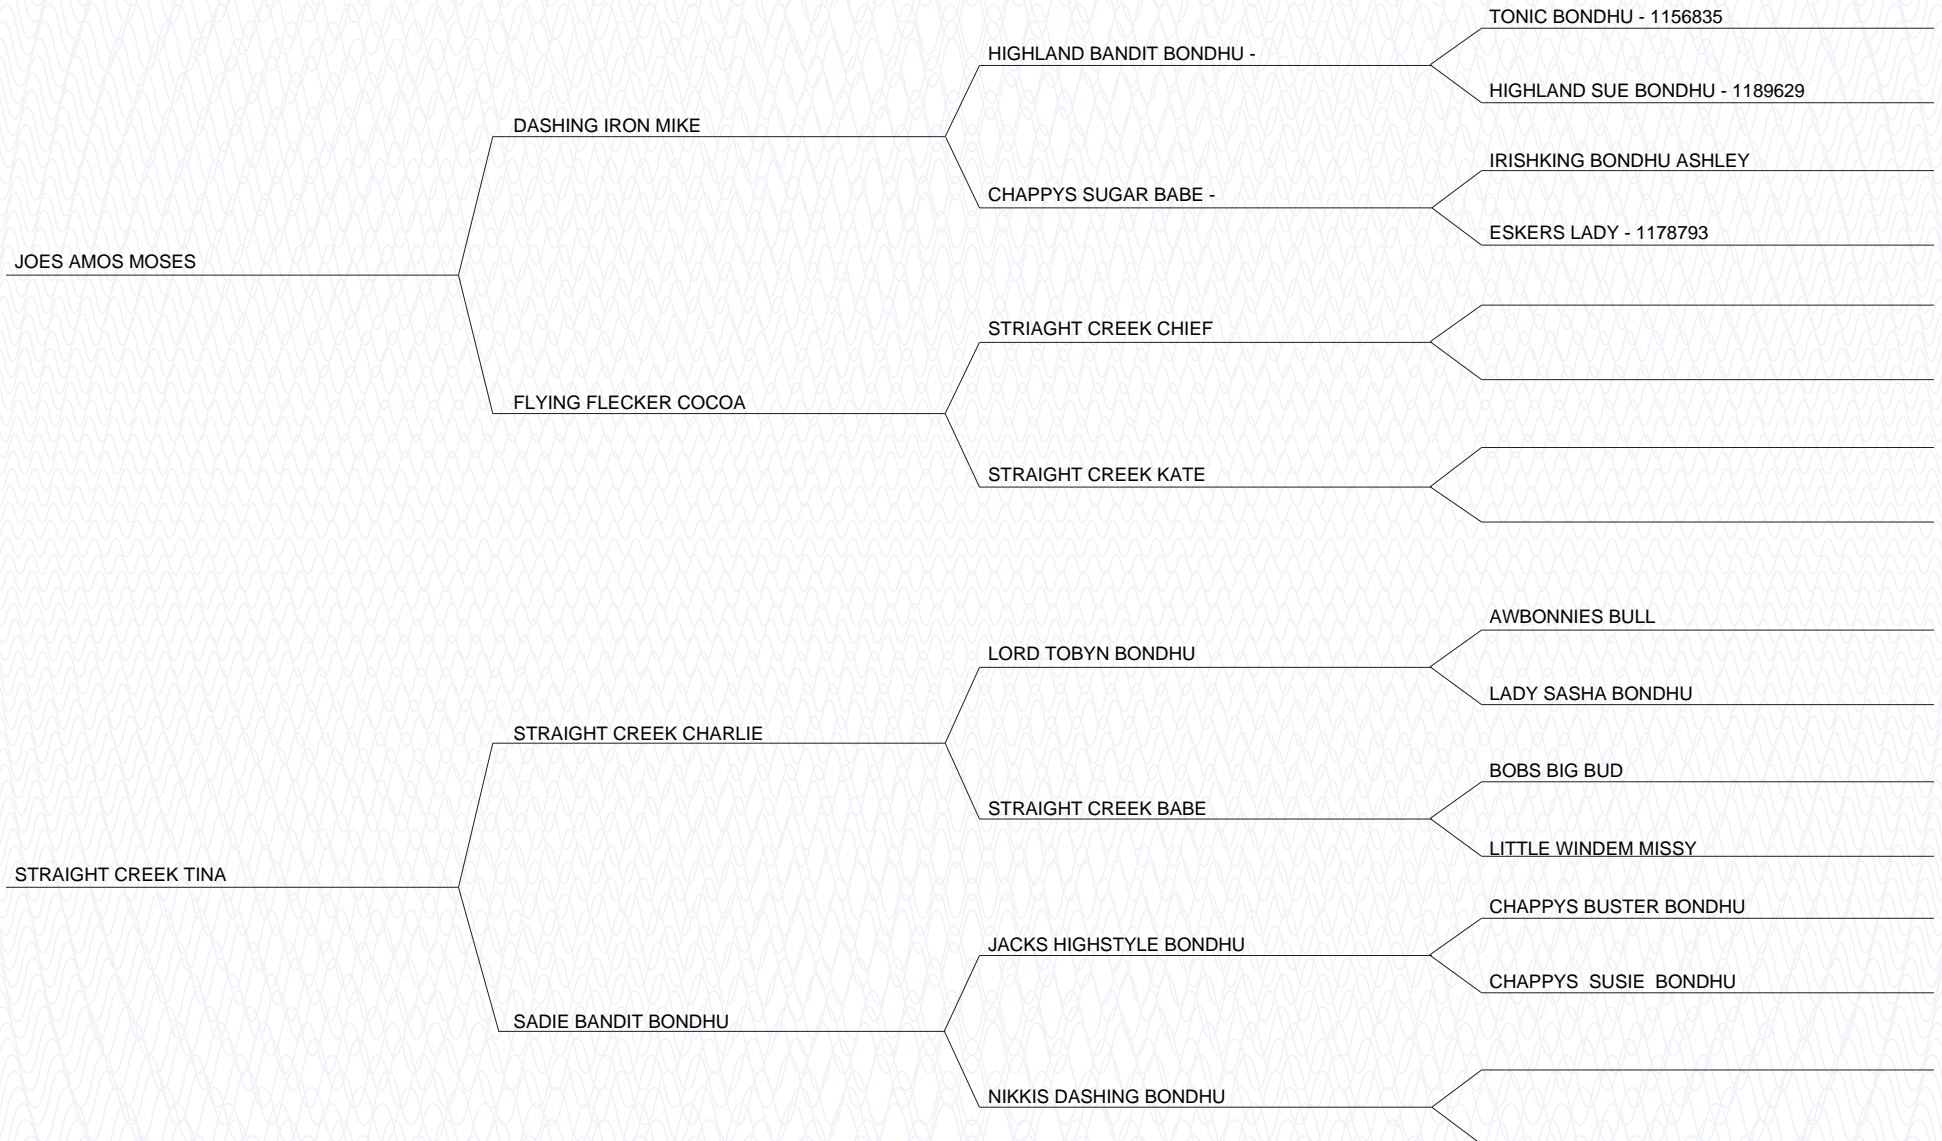 TONIC BONDHU - 1156835
HIGHLAND BANDIT BONDHU -
HIGHLAND SUE BONDHU - 1189629
DASHING IRON MIKE
IRISHKING BONDHU ASHLEY
CHAPPYS SUGAR BABE -
ESKERS LADY - 1178793
JOES AMOS MOSES
STRIAGHT CREEK CHIEF
FLYING FLECKER COCOA
STRAIGHT CREEK KATE
AWBONNIES BULL
LORD TOBYN BONDHU
LADY SASHA BONDHU
STRAIGHT CREEK CHARLIE
BOBS BIG BUD
STRAIGHT CREEK BABE
LITTLE WINDEM MISSY
STRAIGHT CREEK TINA
CHAPPYS BUSTER BONDHU
JACKS HIGHSTYLE BONDHU
CHAPPYS  SUSIE  BONDHU
SADIE BANDIT BONDHU
NIKKIS DASHING BONDHU